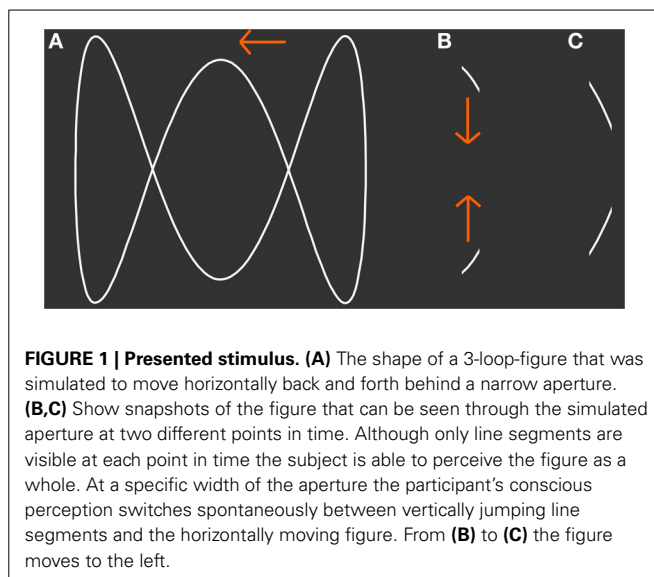 A B C
FIGURE 1 | Presented stimulus. (A) The shape of a 3-loop-figure that was
simulated to move horizontally back and forth behind a narrow aperture.
(B,C) Show snapshots of the figure that can be seen through the simulated
aperture at two different points in time. Although only line segments are
visible at each point in time the subject is able to perceive the figure as a
whole. At a specific width of the aperture the participant's conscious
perception switches spontaneously between vertically jumping line
segments and the horizontally moving figure. From (B) to (C) the figure
moves to the left.